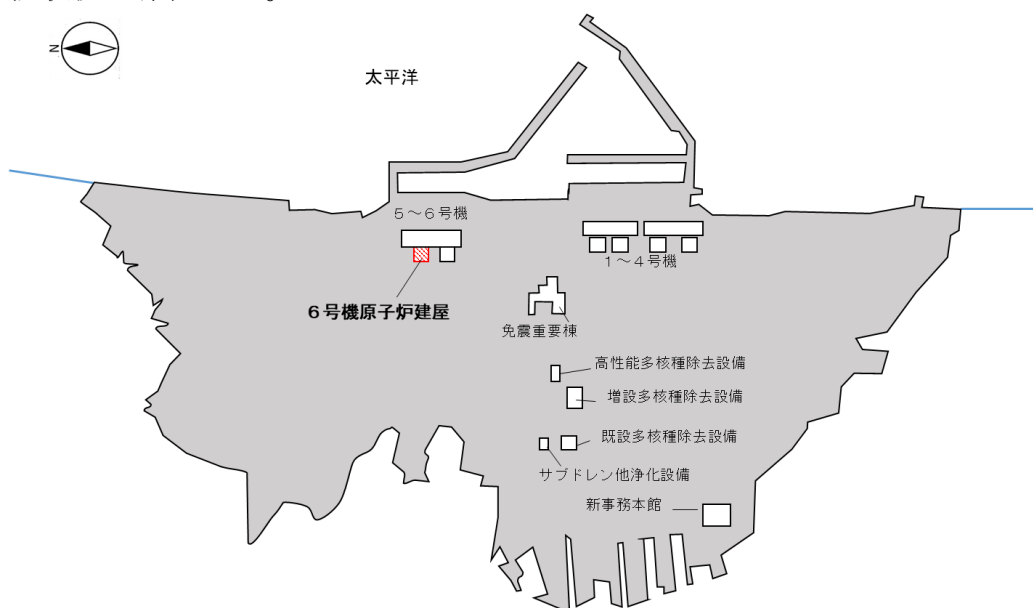 N
太平洋
５～６号機
１～４号機
６号機原子炉建屋
免震重要棟
高性能多核種除去設備
増設多核種除去設備
既設多核種除去設備
サブドレン他浄化設備
新事務本館